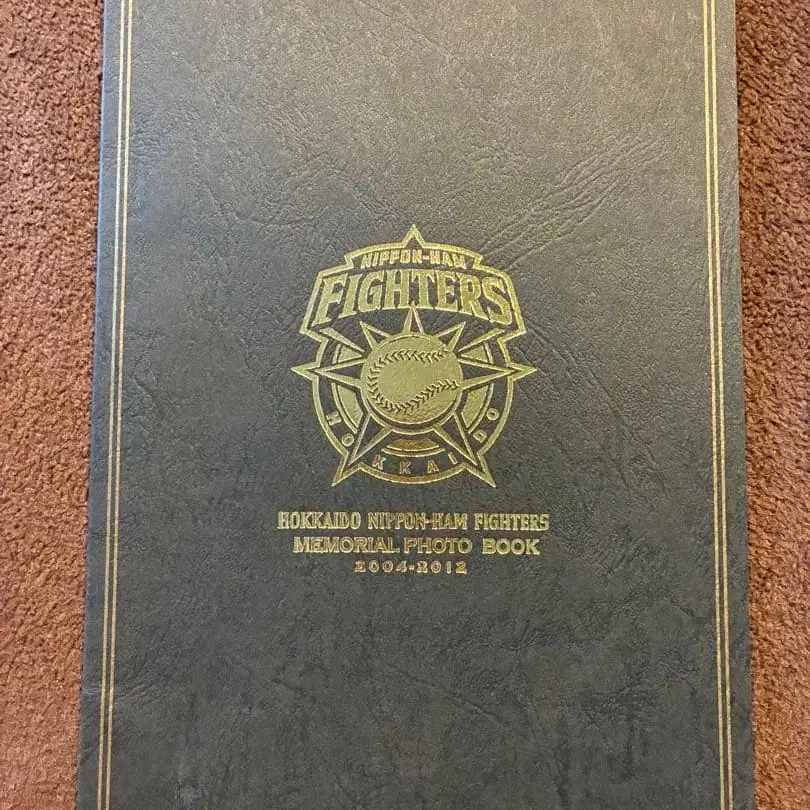 NIPPON-HAM
FIGHTERS
HOKKAIDO
HOKKAIDO NIPPON-HAM FIGHTERS
MEMORIAL PHOTO BOOK
2004-2012